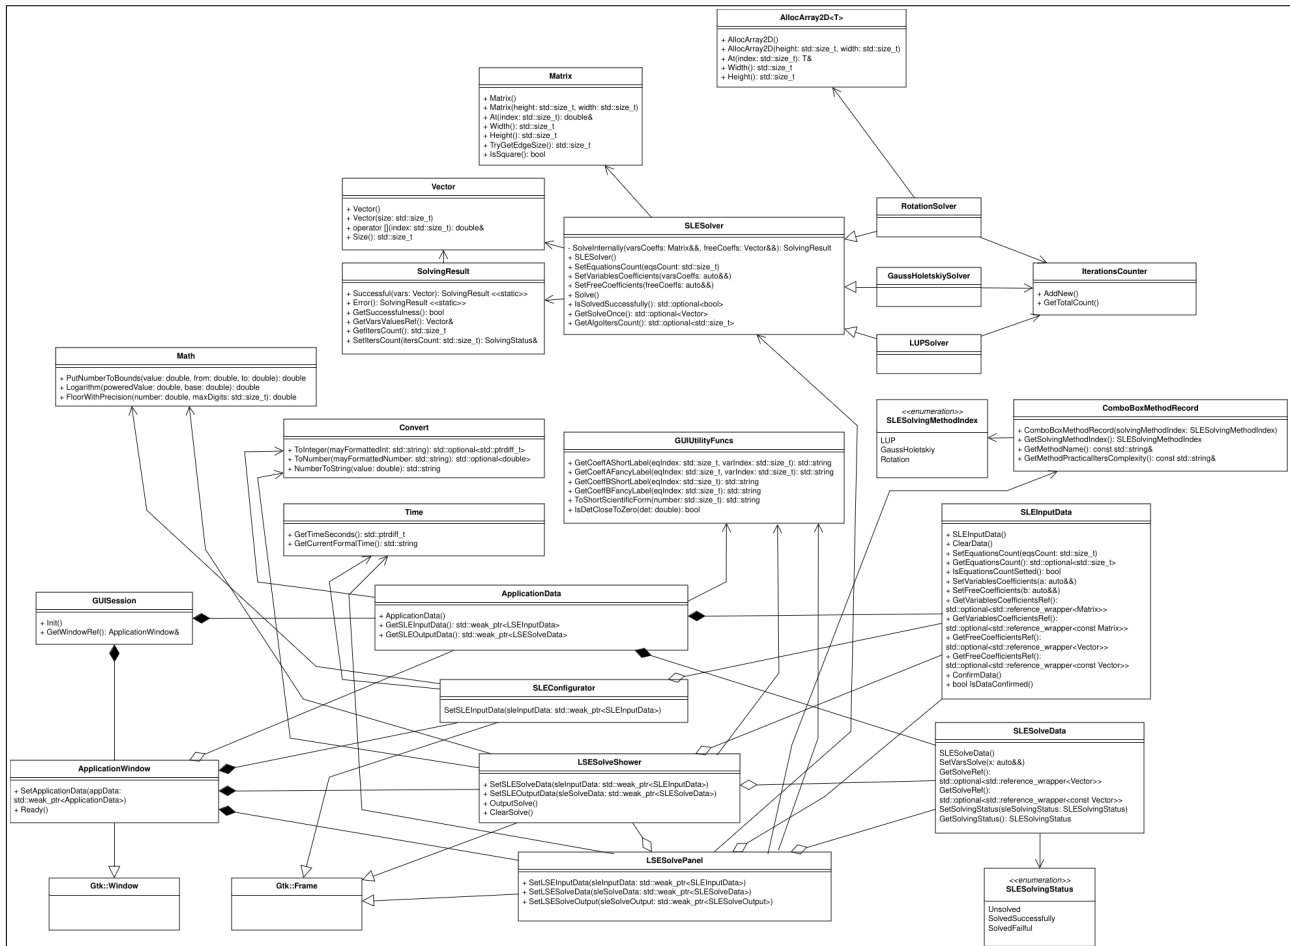 AllocArray2D<T>
+ AllocArray2D()
+ AllocArray2D(height: std::size_t, width: std::size_t)
+ At(index: std::size_t): T&
+ Width(): std::size_t
+ Height(): std::size_t
Matrix
+ Matrix()
+ Matrix(height: std::size_t, width: std::size_t)
+ At(index: std::size_t): double&
+ Width(): std::size_t
+ Height(): std::size_t
+ TryGetEdgeSize(): std::size_t
+ IsSquare(): bool
Vector
+ Vector()
+ Vector(size: std::size_t)
+ operator [](index: std::size_t): double&
+ Size(): std::size_t
SLESolver
- SolveInternally(varsCoeffs: Matrix&&, freeCoeffs: Vector&&): SolvingResult
+ SLESolver()
+ SetEquationsCount(eqsCount: std::size_t)
+ SetVariablesCoefficients(varsCoeffs: auto&&)
+ SetFreeCoefficients(freeCoeffs: auto&&)
+ Solve()
+ IsSolvedSuccessfully(): std::optional<bool>
+ GetSolveOnce(): std::optional<Vector>
+ GetAlgoItersCount(): std::optional<std::size_t>
RotationSolver
GaussHoletskiySolver
LUPSolver
IterationsCounter
+ AddNew()
+ GetTotalCount()
SolvingResult
+ Successful(vars: Vector): SolvingResult <<static>>
+ Error(): SolvingResult <<static>>
+ GetSuccessfulness(): bool
+ GetVarsValuesRef(): Vector&
+ GetItersCount(): std::size_t
+ SetItersCount(itersCount: std::size_t): SolvingStatus&
Math
+ PutNumberToBounds(value: double, from: double, to: double): double
+ Logarithm(poweredValue: double, base: double): double
+ FloorWithPrecision(number: double, maxDigits: std::size_t): double
Convert
+ ToInteger(mayFormattedInt: std::string): std::optional<std::ptrdiff_t>
+ ToNumber(mayFormattedNumber: std::string): std::optional<double>
+ NumberToString(value: double): std::string
GUIUtilityFuncs
+ GetCoeffAShortLabel(eqIndex: std::size_t, varIndex: std::size_t): std::string
+ GetCoeffAFancyLabel(eqIndex: std::size_t, varIndex: std::size_t): std::string
+ GetCoeffBShortLabel(eqIndex: std::size_t): std::string
+ GetCoeffBFancyLabel(eqIndex: std::size_t): std::string
+ ToShortScientificForm(number: std::size_t): std::string
+ IsDetCloseToZero(det: double): bool
<<enumeration>>
SLESolvingMethodIndex
LUP
GaussHoletskiy
Rotation
ComboBoxMethodRecord
+ ComboBoxMethodRecord(solvingMethodIndex: SLESolvingMethodIndex)
+ GetSolvingMethodIndex(): SLESolvingMethodIndex
+ GetMethodName(): const std::string&
+ GetMethodPracticalItersComplexity(): const std::string&
Time
+ GetTimeSeconds(): std::ptrdiff_t
+ GetCurrentFormalTime(): std::string
SLEInputData
+ SLEInputData()
+ ClearData()
+ SetEquationsCount(eqsCount: std::size_t)
+ GetEquationsCount(): std::optional<std::size_t>
+ IsEquationsCountSetted(): bool
+ SetVariablesCoefficients(a: auto&&)
+ SetFreeCoefficients(b: auto&&)
+ GetVariablesCoefficientsRef():
std::optional<std::reference_wrapper<Matrix>>
+ GetVariablesCoefficientsRef():
std::optional<std::reference_wrapper<const Matrix>>
+ GetFreeCoefficientsRef():
std::optional<std::reference_wrapper<Vector>>
+ GetFreeCoefficientsRef():
std::optional<std::reference_wrapper<const Vector>>
+ ConfirmData()
+ bool IsDataConfirmed()
GUISession
+ Init()
+ GetWindowRef(): ApplicationWindow&
ApplicationData
+ ApplicationData()
+ GetSLEInputData(): std::weak_ptr<LSEInputData>
+ GetSLEOutputData(): std::weak_ptr<LSESolveData>
SLEConfigurator
SetSLEInputData(sleInputData: std::weak_ptr<SLEInputData>)
SLESolveData
SLESolveData()
SetVarsSolve(x: auto&&)
GetSolveRef():
std::optional<std::reference_wrapper<Vector>>
GetSolveRef():
std::optional<std::reference_wrapper<const Vector>>
SetSolvingStatus(sleSolvingStatus: SLESolvingStatus)
GetSolvingStatus(): SLESolvingStatus
ApplicationWindow
+ SetApplicationData(appData:
std::weak_ptr<ApplicationData>)
+ Ready()
LSESolveShower
+ SetSLESolveData(sleInputData: std::weak_ptr<SLEInputData>)
+ SetSLEOutputData(sleSolveData: std::weak_ptr<SLESolveData>)
+ OutputSolve()
+ ClearSolve()
LSESolvePanel
+ SetLSEInputData(sleInputData: std::weak_ptr<SLEInputData>)
+ SetLSESolveData(sleSolveData: std::weak_ptr<SLESolveData>)
+ SetLSESolveOutput(sleSolveOutput: std::weak_ptr<SLESolveOutput>)
Gtk::Window
Gtk::Frame
<<enumeration>>
SLESolvingStatus
Unsolved
SolvedSuccessfully
SolvedFailful